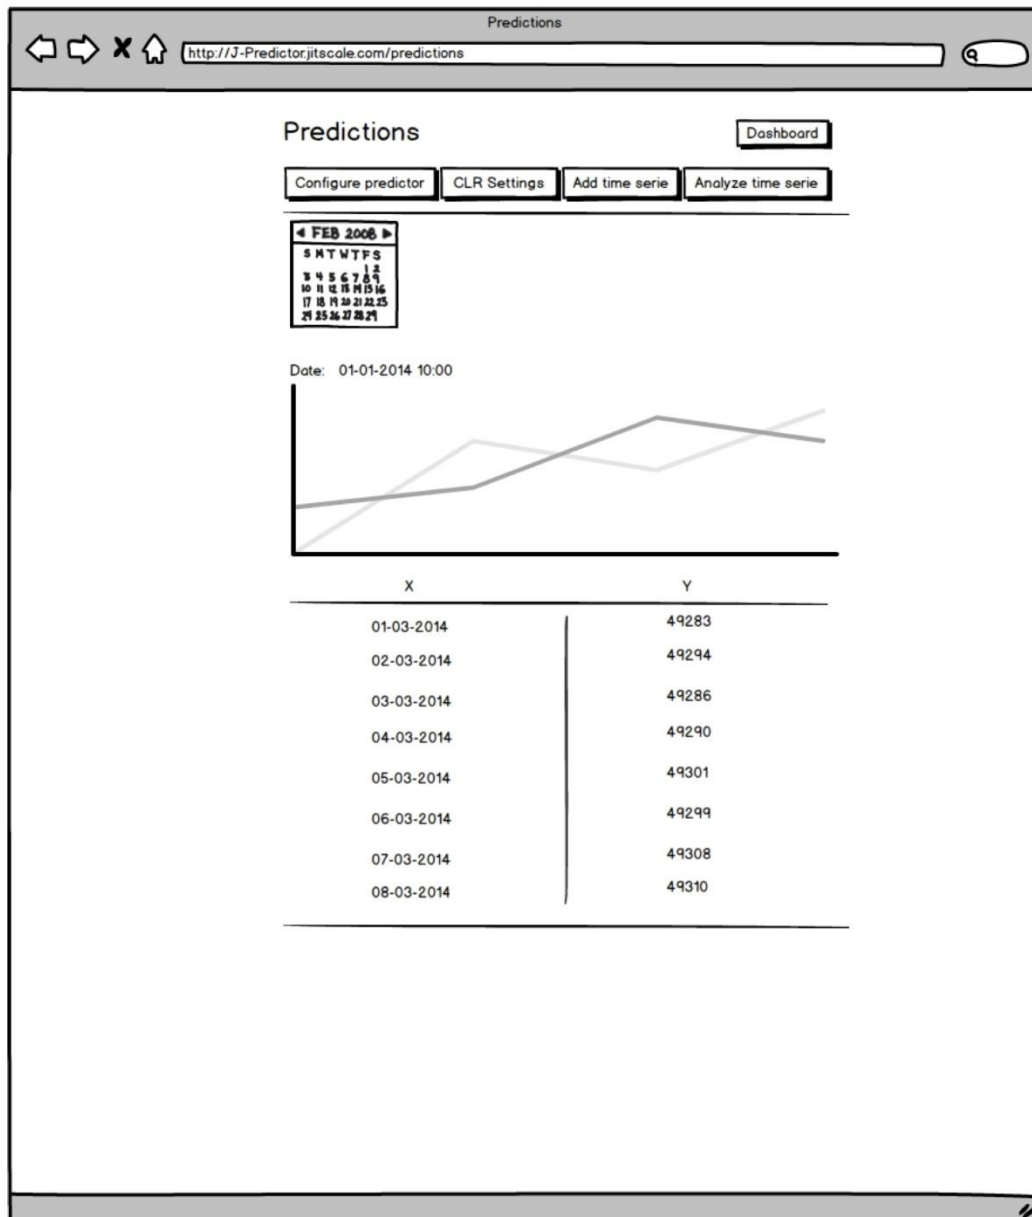 Predictions
http://J-Predictor.jitscale.com/predictions
Predictions
Dashboard
Configure predictor
CLR Settings
Add time serie
Analyze time serie
FEB 2008
S M T W T F S
1 2
3 4 5 6 7 8 9
10 11 12 13 14 15 16
17 18 19 20 21 22 23
24 25 26 27 28 29
Date: 01-01-2014 10:00
X Y
01-03-2014 49283
02-03-2014 49294
03-03-2014 49286
04-03-2014 49290
05-03-2014 49301
06-03-2014 49299
07-03-2014 49308
08-03-2014 49310